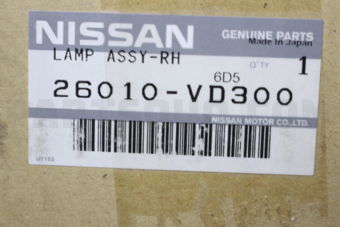 NISSAN
GENUINE PARTS
Made In Japan
LAMP ASSY-RH
Q'TY 1
6D5
26010-VD300
NISSAN MOTOR CO.,LTD.